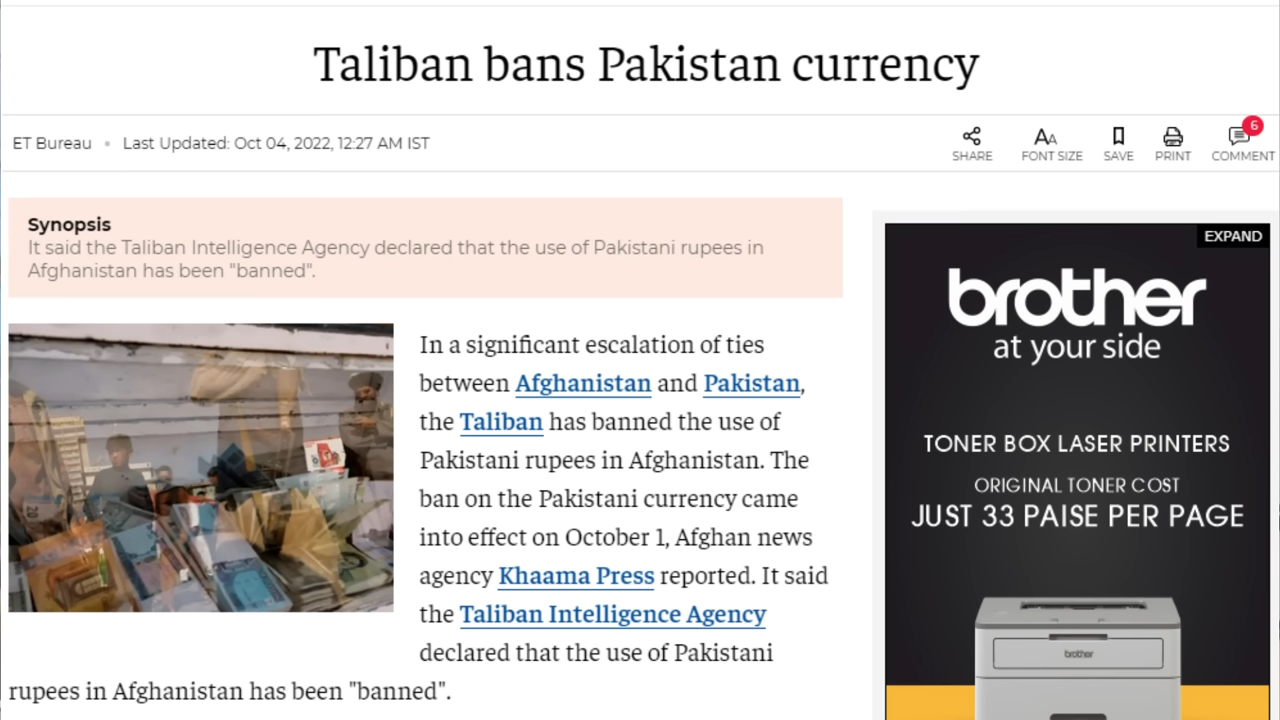 Taliban bans Pakistan currency
ET Bureau • Last Updated: Oct 04, 2022, 12:27 AM IST
SHARE
AA
FONT SIZE
SAVE
PRINT
6
COMMENT
Synopsis
It said the Taliban Intelligence Agency declared that the use of Pakistani rupees in
Afghanistan has been "banned".
In a significant escalation of ties
between Afghanistan and Pakistan,
the Taliban has banned the use of
Pakistani rupees in Afghanistan. The
ban on the Pakistani currency came
into effect on October 1, Afghan news
agency Khaama Press reported. It said
the Taliban Intelligence Agency
declared that the use of Pakistani
rupees in Afghanistan has been "banned".
20
EXPAND
brother
at your side
TONER BOX LASER PRINTERS
ORIGINAL TONER COST
JUST 33 PAISE PER PAGE
brother